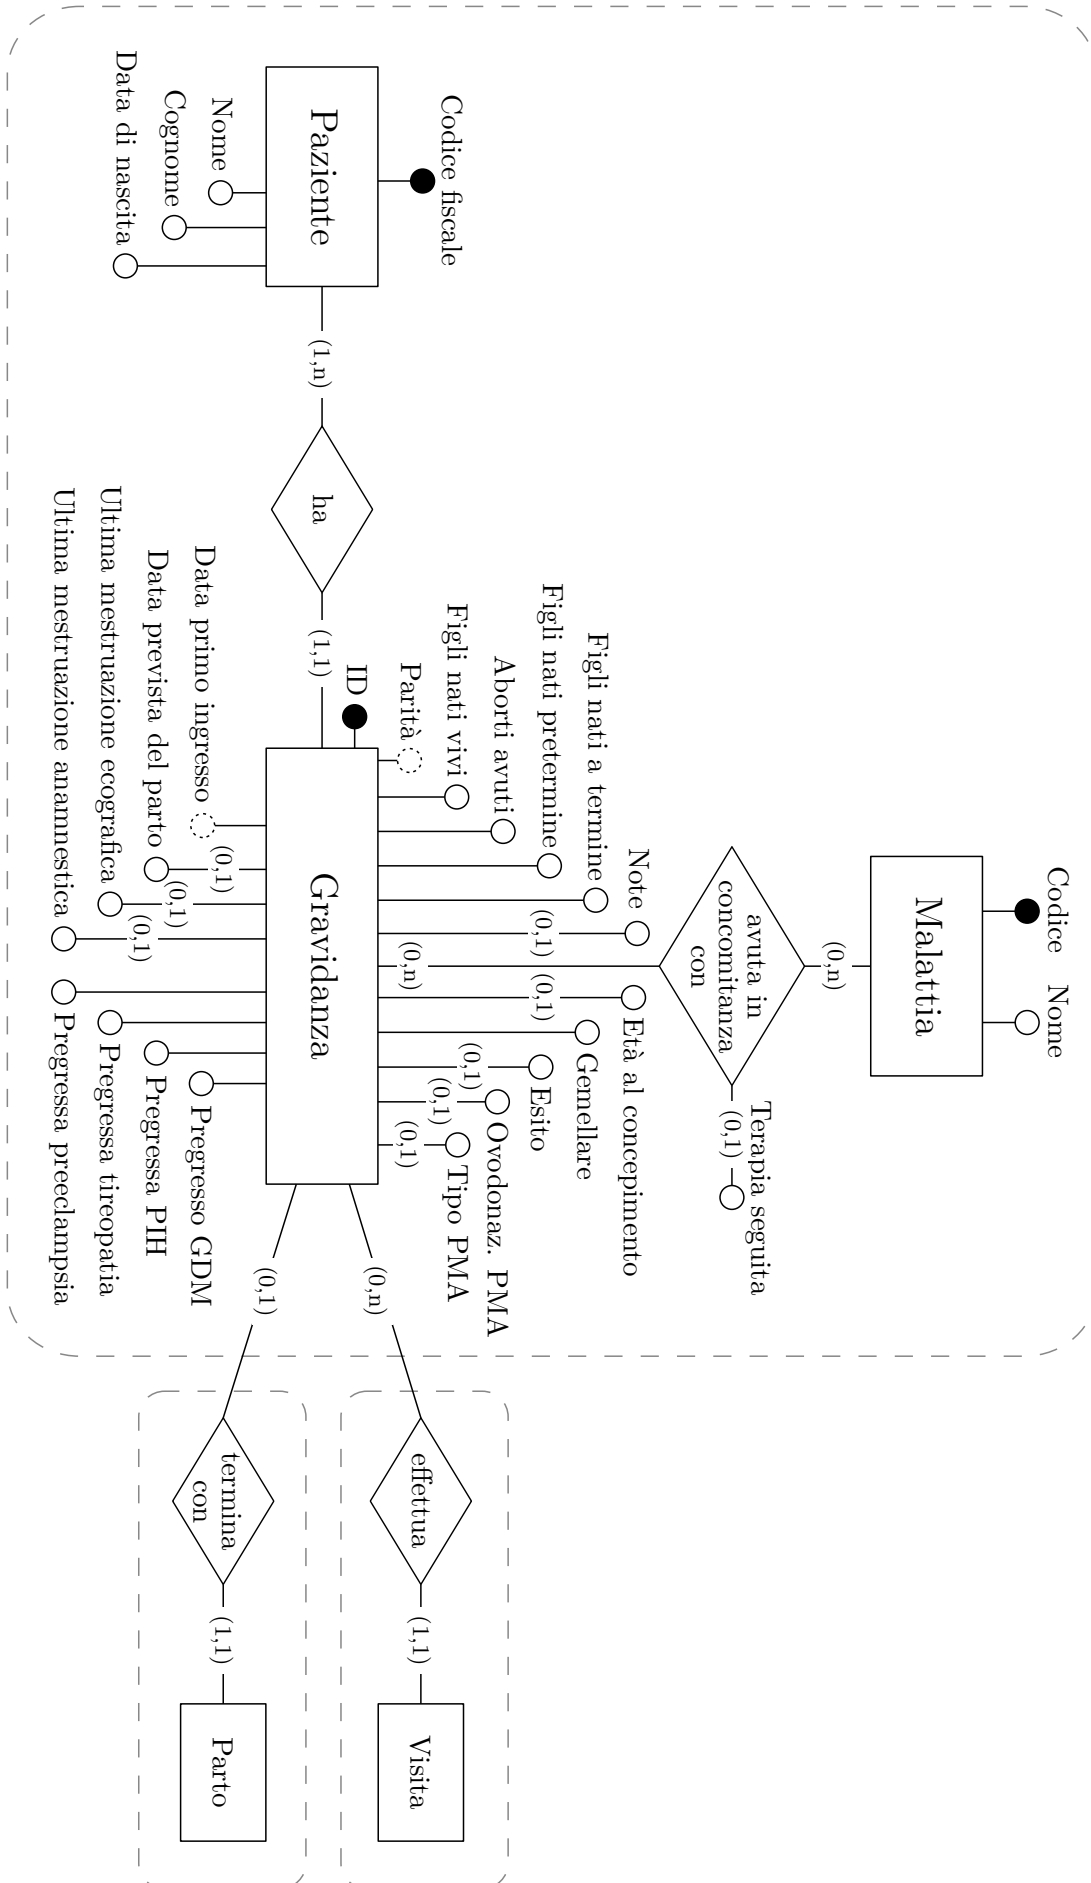 Codice
Nome
Malattia
(0,n)
avuta in
concomitanza
con
Terapia seguita
(0,1)
Note
(0,1)
Figli nati a termine
Figli nati pretermine
Aborti avuti
Figli nati vivi
Parità
ID
(0,n)
Età al concepimento
(0,1)
Gemellare
Esito
(0,1)
Ovodonaz. PMA
(0,1)
Tipo PMA
(0,1)
Codice fiscale
Paziente
Nome
Cognome
Data di nascita
(1,n)
ha
(1,1)
Gravidanza
Data primo ingresso
Data prevista del parto
(0,1)
Ultima mestruazione ecografica
(0,1)
Ultima mestruazione anamnestica
(0,1)
Pregresso GDM
Pregressa PIH
Pregressa tireopatia
Pregressa preeclampsia
(0,n)
effettua
(1,1)
Visita
(0,1)
termina
con
(1,1)
Parto